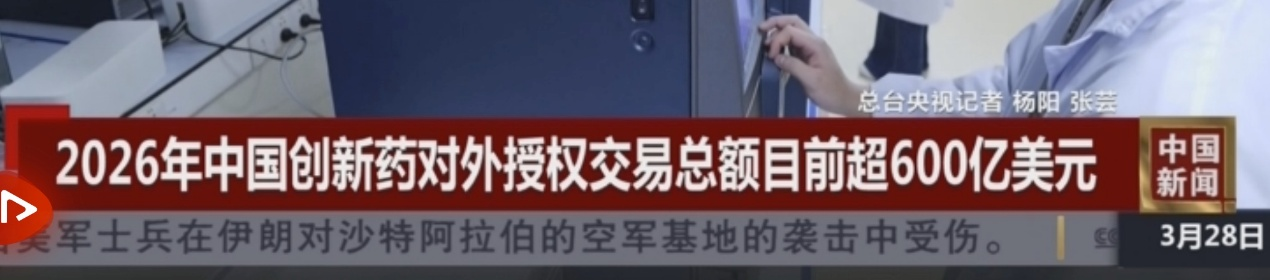 总台央视记者 杨阳 张芸
2026年中国创新药对外授权交易总额目前超600亿美元
中国
新闻
美军士兵在伊朗对沙特阿拉伯的空军基地的袭击中受伤。
3月28日